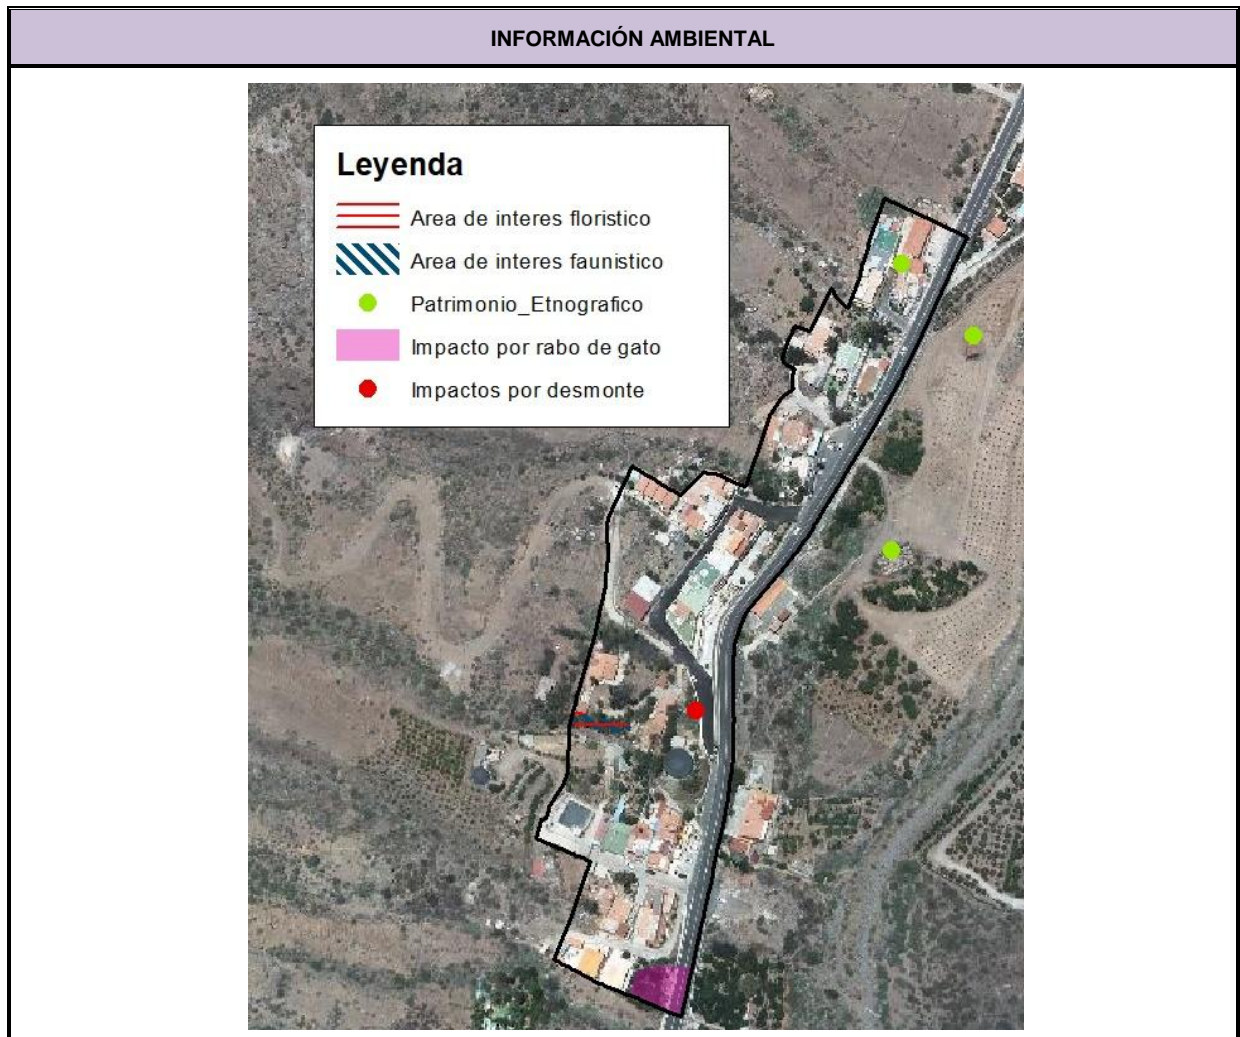 INFORMACIÓN AMBIENTAL
Leyenda
Area de interes floristico
Area de interes faunistico
Patrimonio_Etnografico
Impacto por rabo de gato
Impactos por desmonte